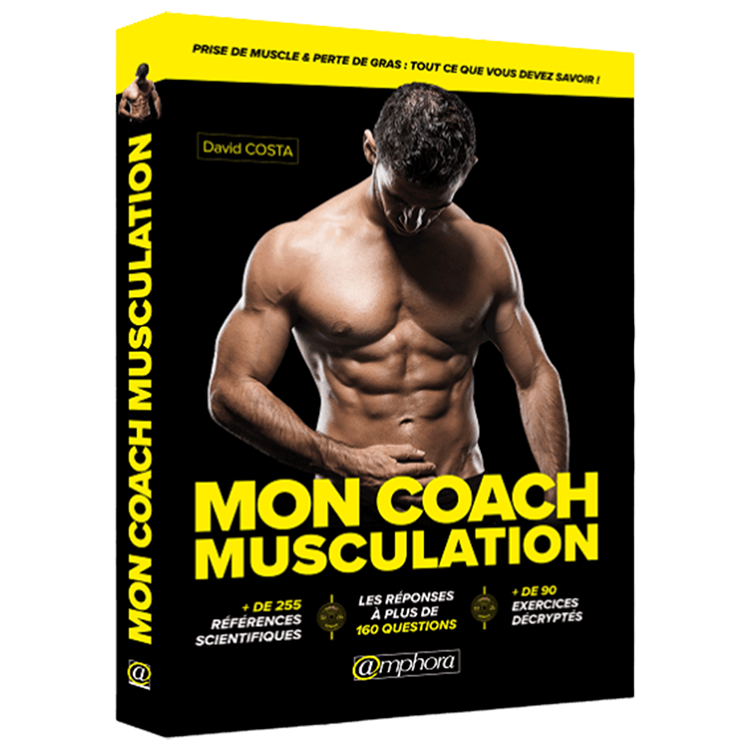 PRISE DE MUSCLE & PERTE DE GRAS : TOUT CE QUE VOUS DEVEZ SAVOIR !
David COSTA
MON COACH
MUSCULATION
+ DE 255
RÉFÉRENCES
SCIENTIFIQUES
LES RÉPONSES
À PLUS DE
160 QUESTIONS
+ DE 90
EXERCICES
DÉCRYPTÉS
@mphora
MON COACH MUSCULATION
@